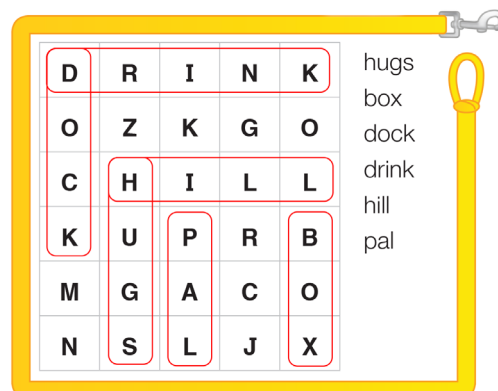 D R I N K
O Z K G O
C H I L L
K U P R B
M G A C O
N S L J X
hugs
box
dock
drink
hill
pal